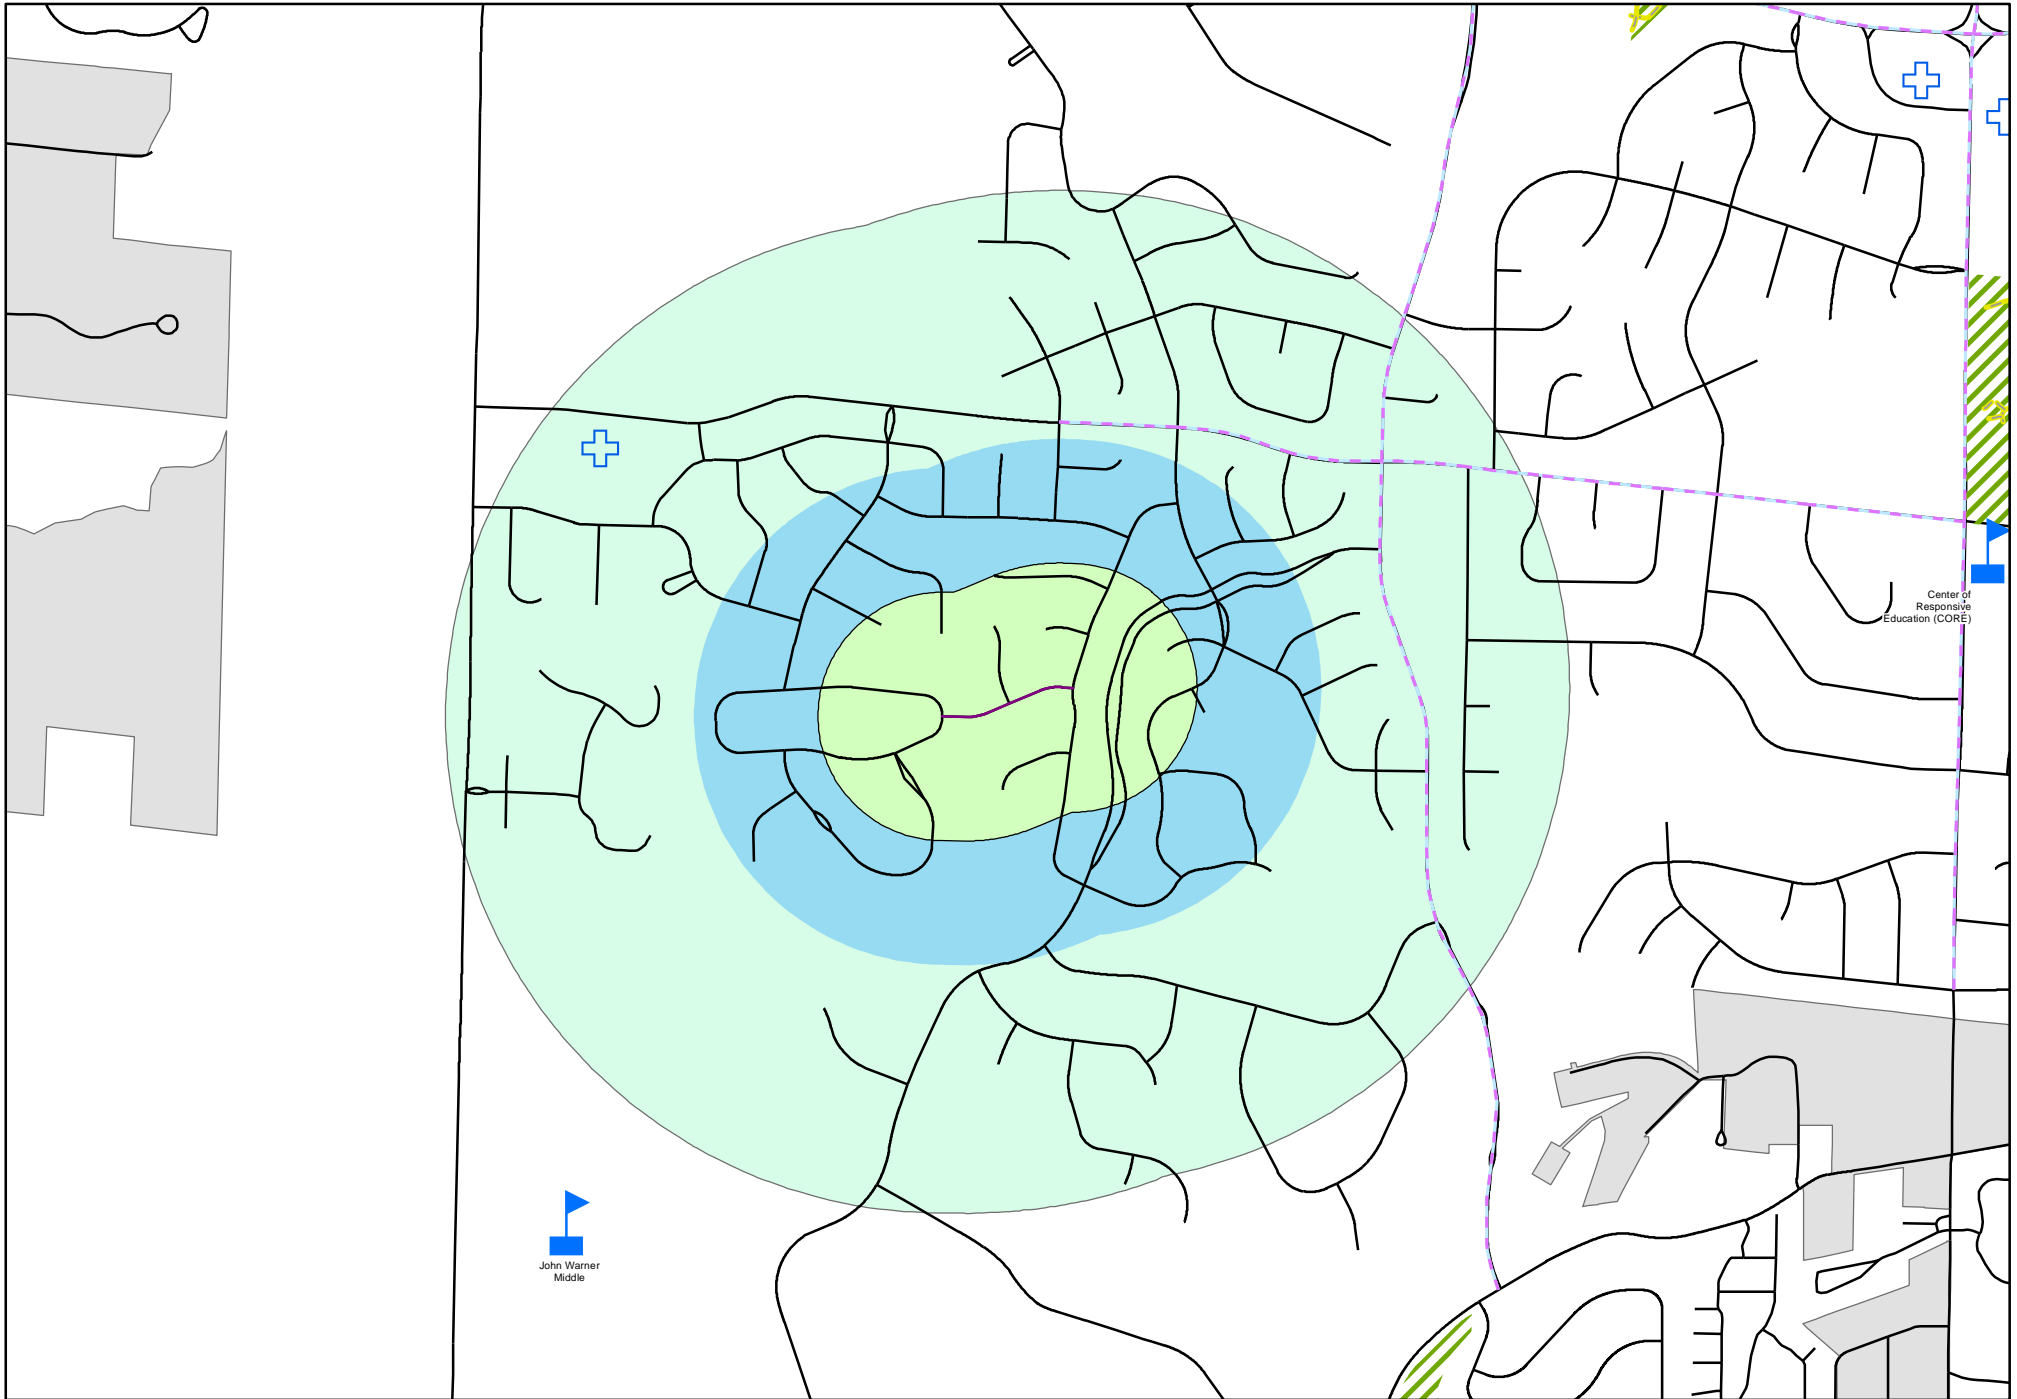 Center of
Responsive
Education (CORE)
John Warner
Middle